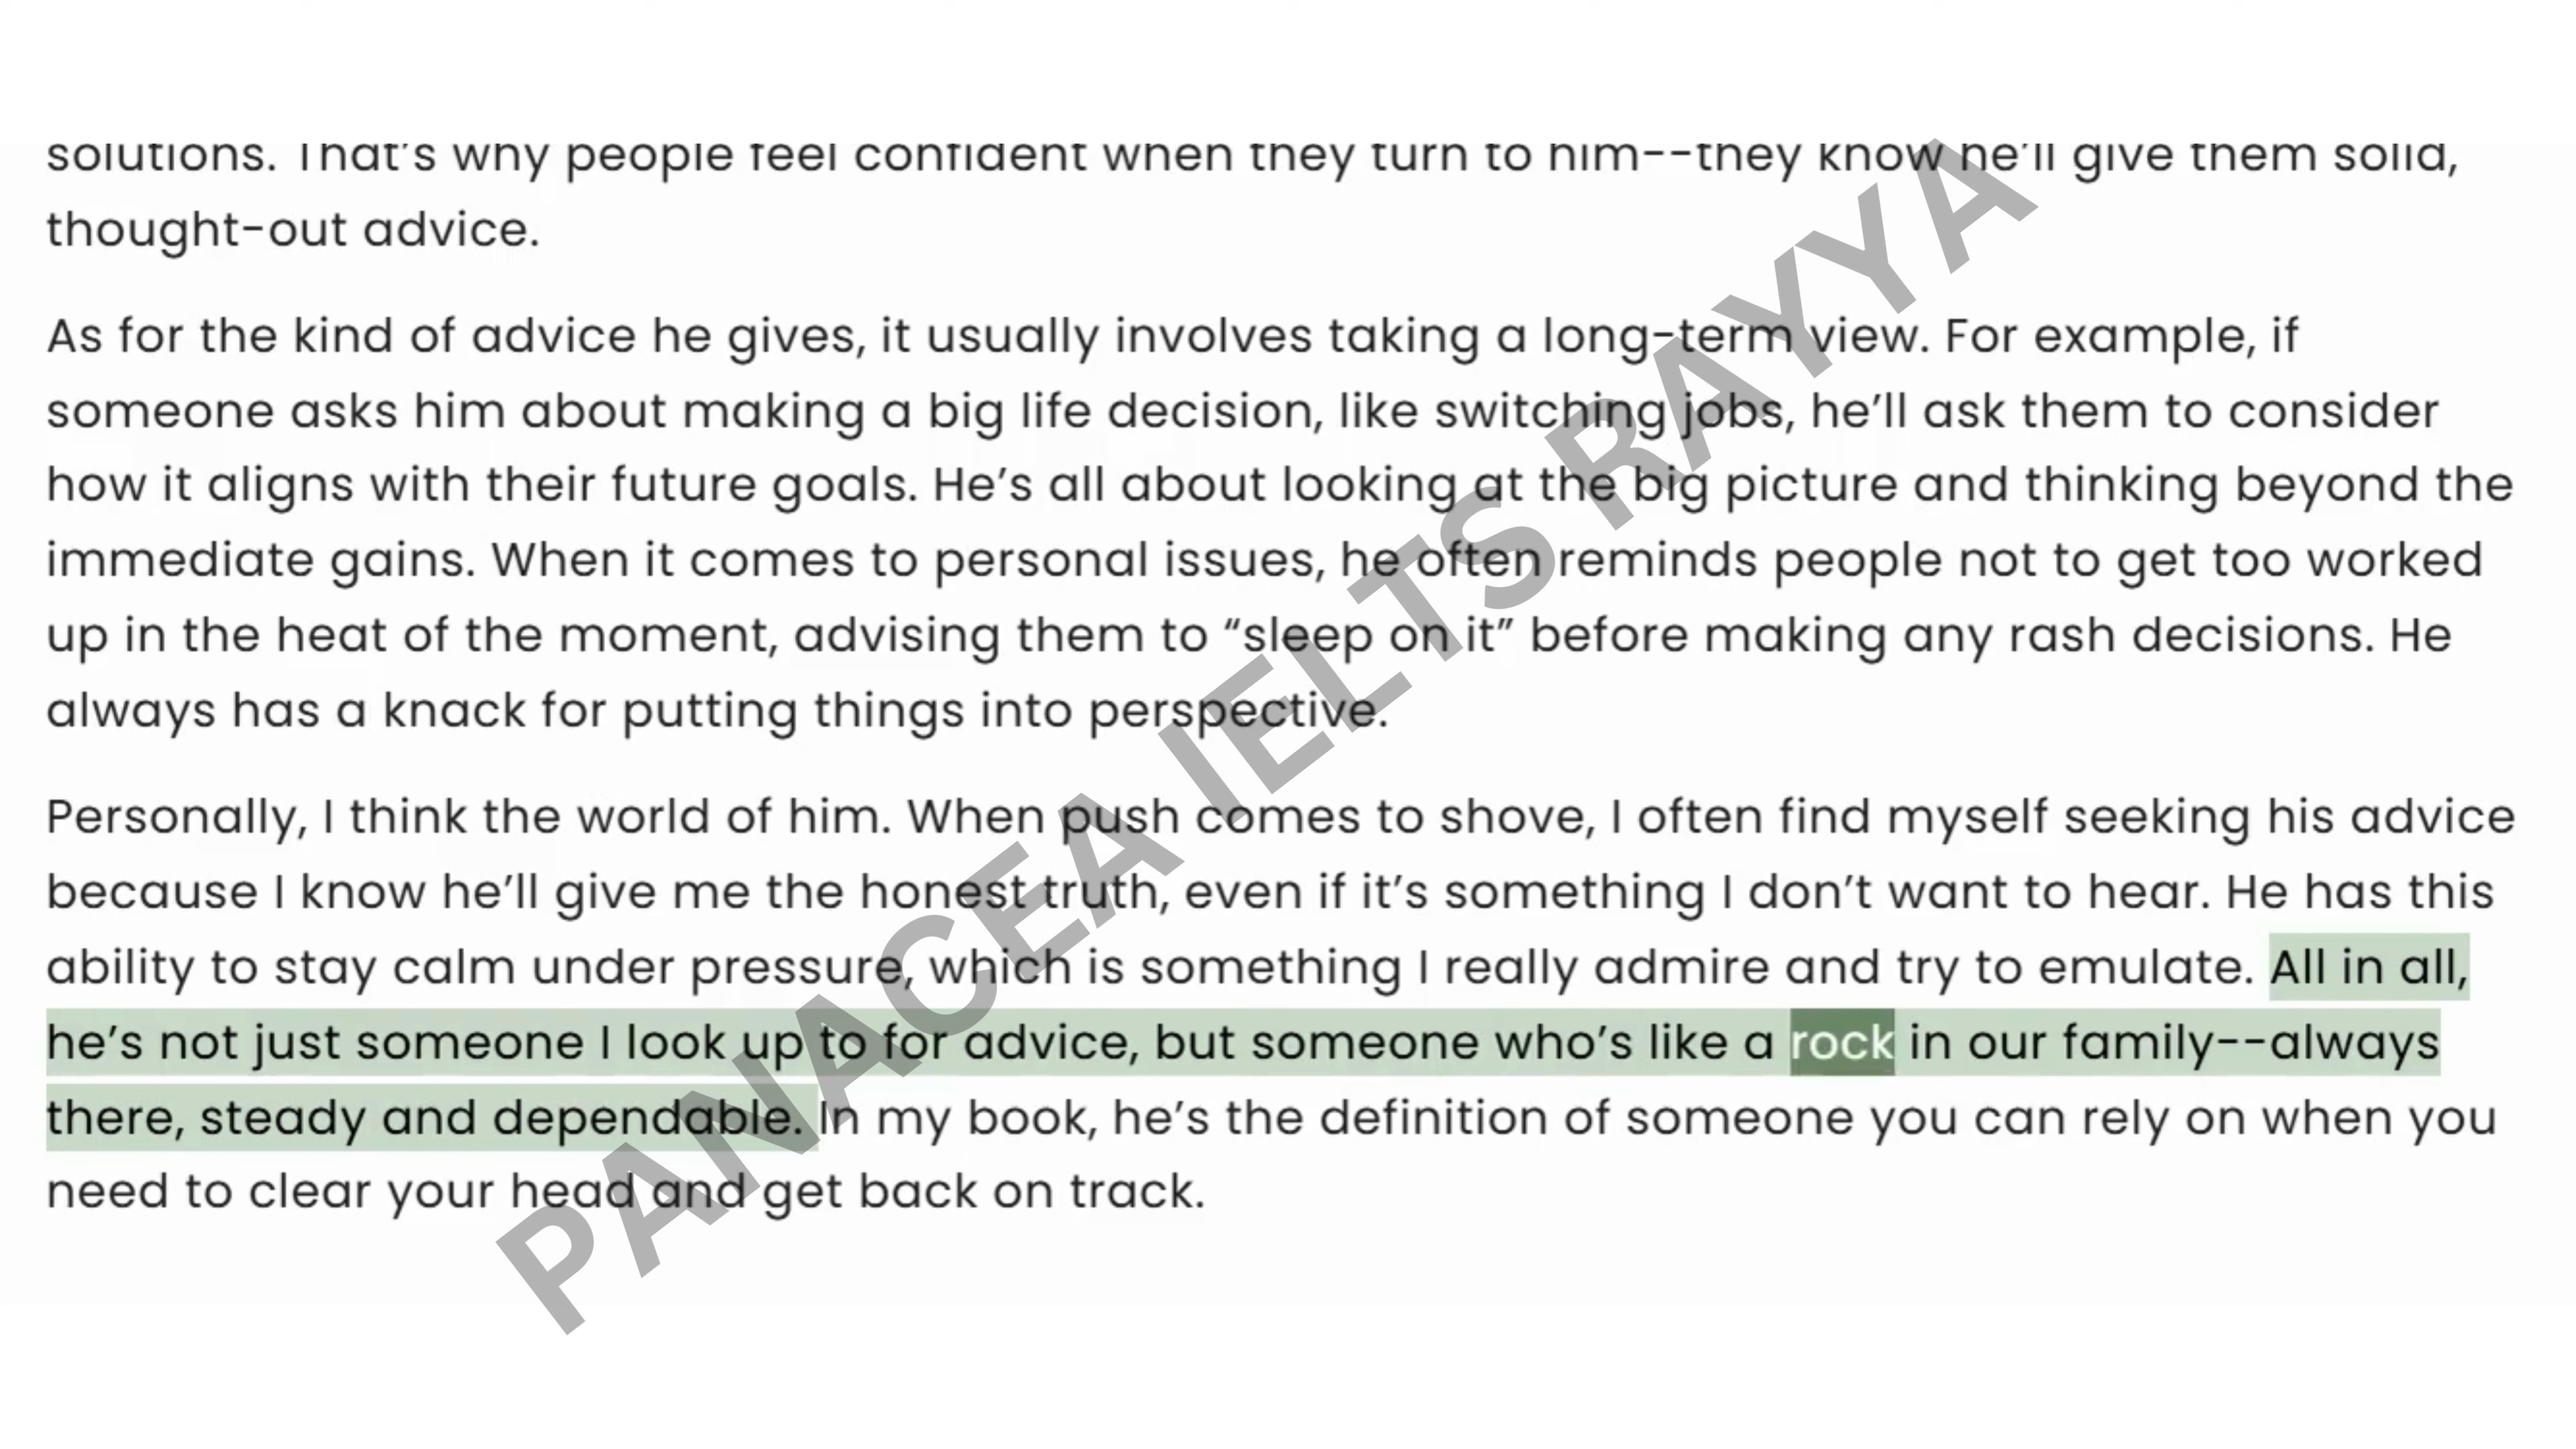 solutions. That's why people feel confident when they turn to him--they know he'll give them solid,
thought-out advice.
As for the kind of advice he gives, it usually involves taking a long-term view. For example, if
someone asks him about making a big life decision, like switching jobs, he'll ask them to consider
how it aligns with their future goals. He's all about looking at the big picture and thinking beyond the
immediate gains. When it comes to personal issues, he often reminds people not to get too worked
up in the heat of the moment, advising them to “sleep on it” before making any rash decisions. He
always has a knack for putting things into perspective.
Personally, I think the world of him. When push comes to shove, I often find myself seeking his advice
because I know he'll give me the honest truth, even if it's something I don't want to hear. He has this
ability to stay calm under pressure, which is something I really admire and try to emulate. All in all,
he's not just someone I look up to for advice, but someone who's like a rock in our family--always
there, steady and dependable. In my book, he's the definition of someone you can rely on when you
need to clear your head and get back on track.
PANACEA IELTS RAYYA